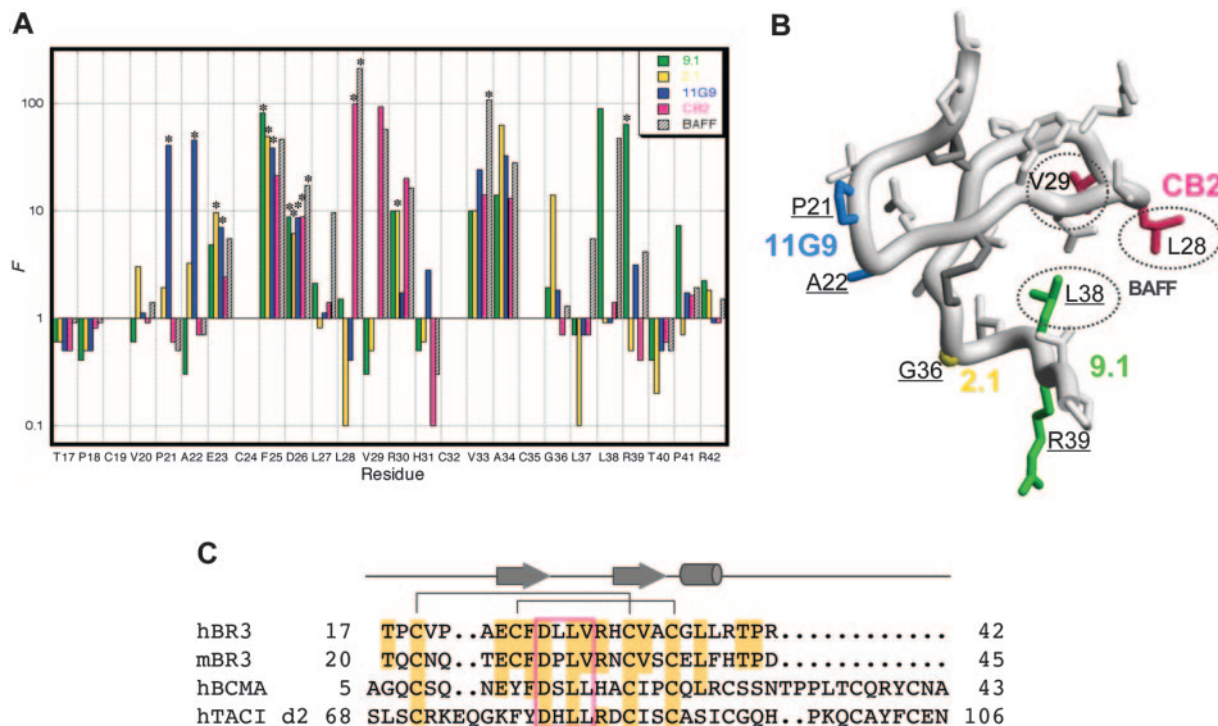 A
9.1
2.1
11G9
CB2
BAFF
100
10
1
0.1
F
T17 P18 C19 V20 P21 A22 E23 C24 F25 D26 L27 L28 V29 R30 H31 C32 V33 A34 C35 G36 L37 L38 R39 T40 P41 R42
Residue
B
V29
CB2
P21
11G9
L28
A22
L38
BAFF
G36
2.1
9.1
R39
C
hBR3 17 TPCVP..AECFDLLVRHCVACGLLRTPR............ 42
mBR3 20 TQCNQ..TECFDPLVRNCVSCELFHTPD............ 45
hBCMA 5 AGQCSQ..NEYFDSLLHACIPCQLRCSSNTPPLTCQRYCNA 43
hTACI d2 68 SLSCRKEQGKFYDHLLRDCISCASICGQH..PKQCAYFCEN 106